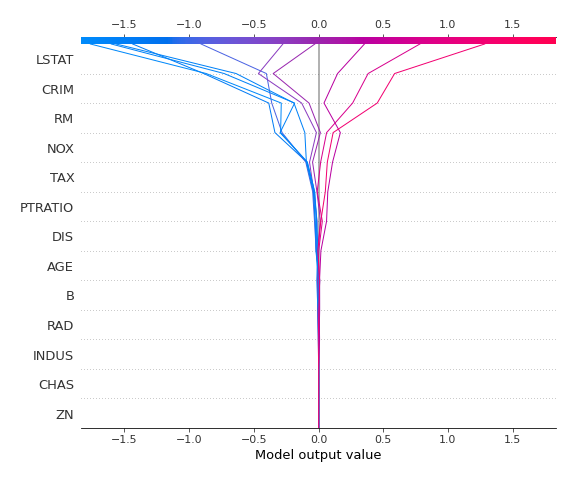 −1.5 −1.0 −0.5 0.0 0.5 1.0 1.5
LSTAT
CRIM
RM
NOX
TAX
PTRATIO
DIS
AGE
B
RAD
INDUS
CHAS
ZN
−1.5 −1.0 −0.5 0.0 0.5 1.0 1.5
Model output value